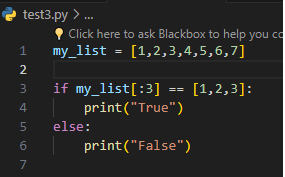 test3.py > ...
Click here to ask Blackbox to help you co
1 my_list = [1,2,3,4,5,6,7]
2
3 if my_list[:3] == [1,2,3]:
4     print("True")
5 else:
6     print("False")
7